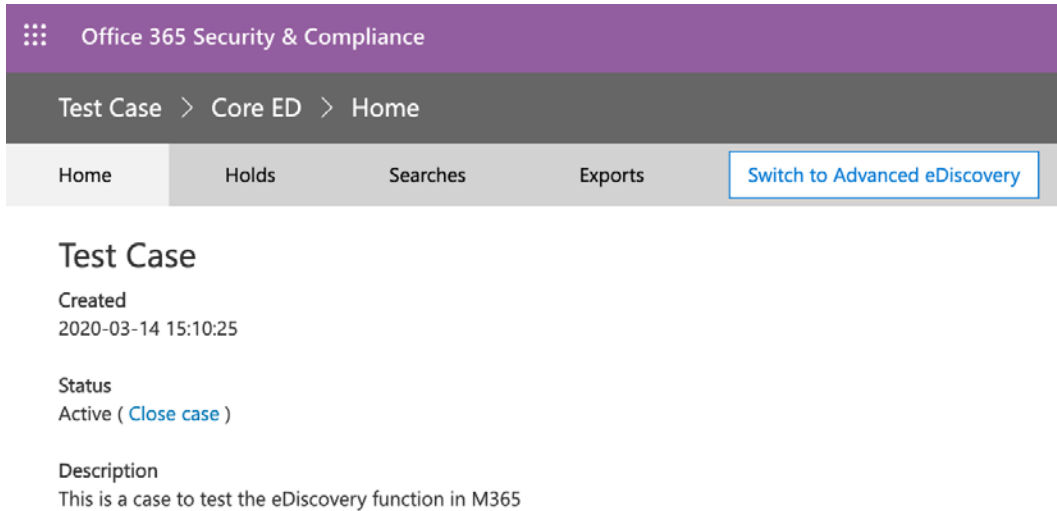 Office 365 Security & Compliance
Test Case > Core ED > Home
Home Holds Searches Exports Switch to Advanced eDiscovery
Test Case
Created
2020-03-14 15:10:25
Status
Active ( Close case )
Description
This is a case to test the eDiscovery function in M365